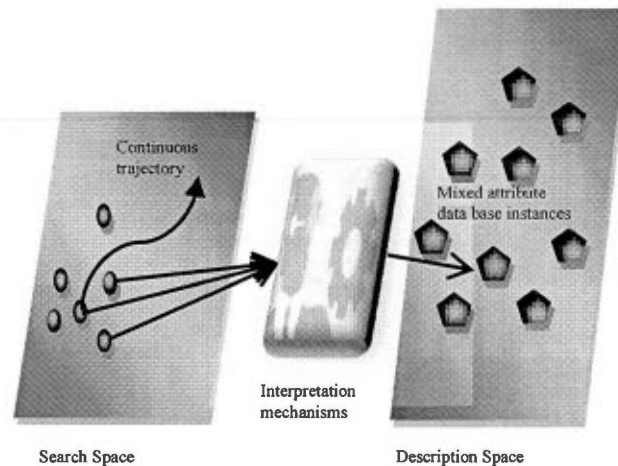 Continuous
trajectory
Mixed attribute
data base instances
Interpretation
mechanisms
Search Space
Description Space